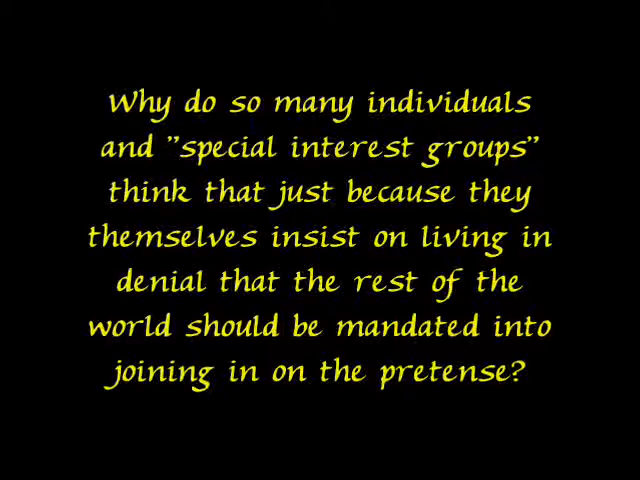 Why do so many individuals
and "special interest groups"
think that just because they
themselves insist on living in
denial that the rest of the
world should be mandated into
joining in on the pretense?